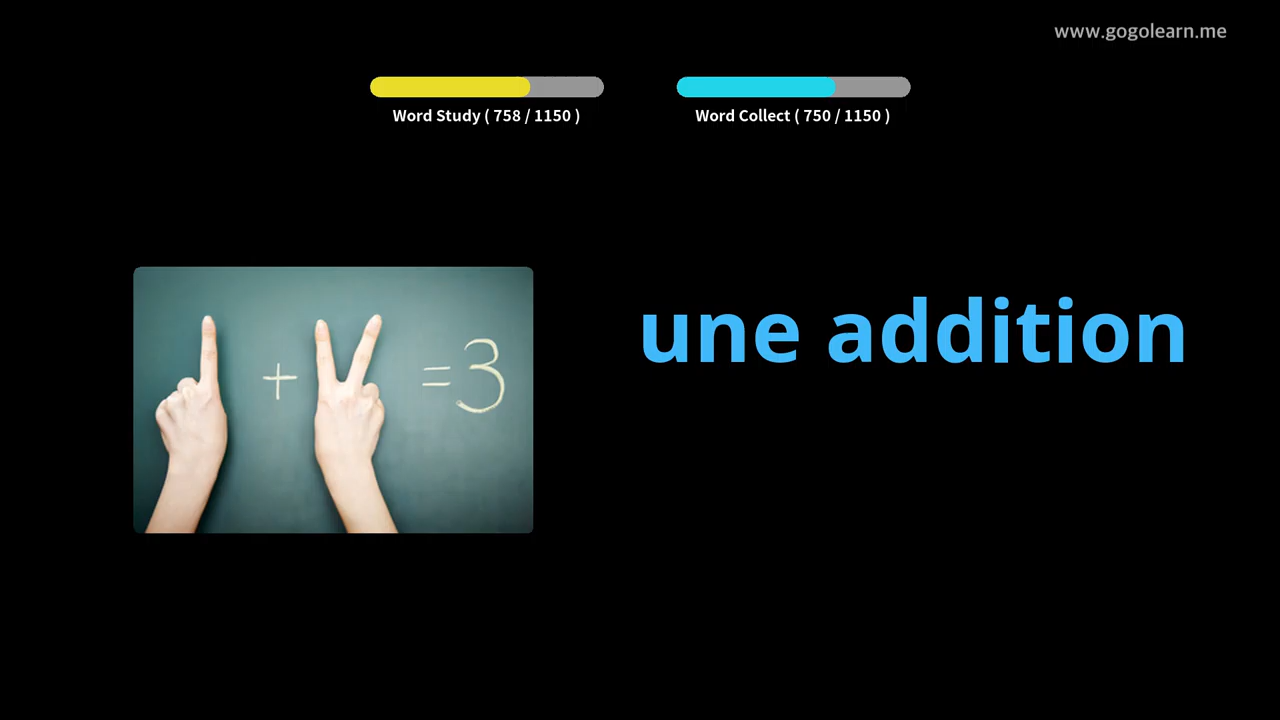 www.gogolearn.me
Word Study ( 758 / 1150 )
Word Collect ( 750 / 1150 )
une addition
+ = 3